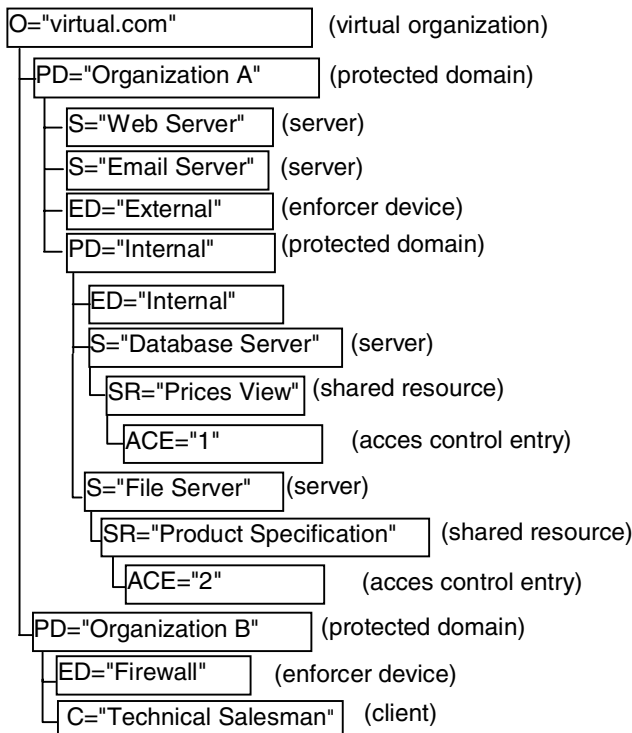 O="virtual.com" (virtual organization)
PD="Organization A" (protected domain)
S="Web Server" (server)
S="Email Server" (server)
ED="External" (enforcer device)
PD="Internal" (protected domain)
ED="Internal"
S="Database Server" (server)
SR="Prices View" (shared resource)
ACE="1" (acces control entry)
S="File Server" (server)
SR="Product Specification" (shared resource)
ACE="2" (acces control entry)
PD="Organization B" (protected domain)
ED="Firewall" (enforcer device)
C="Technical Salesman" (client)